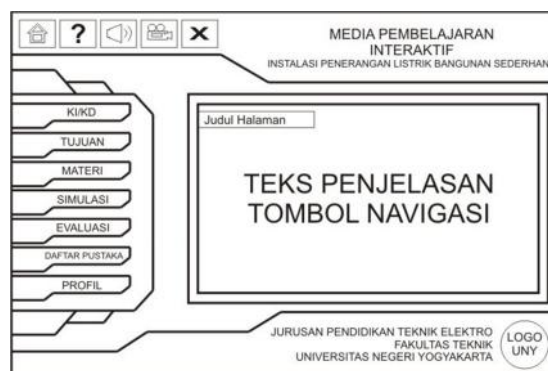 ?
X
MEDIA PEMBELAJARAN
INTERAKTIF
INSTALASI PENERANGAN LISTRIK BANGUNAN SEDERHAN
KI/KD
TUJUAN
MATERI
SIMULASI
EVALUASI
DAFTAR PUSTAKA
PROFIL
Judul Halaman
TEKS PENJELASAN
TOMBOL NAVIGASI
JURUSAN PENDIDIKAN TEKNIK ELEKTRO
FAKULTAS TEKNIK
UNIVERSITAS NEGERI YOGYAKARTA
LOGO
UNY